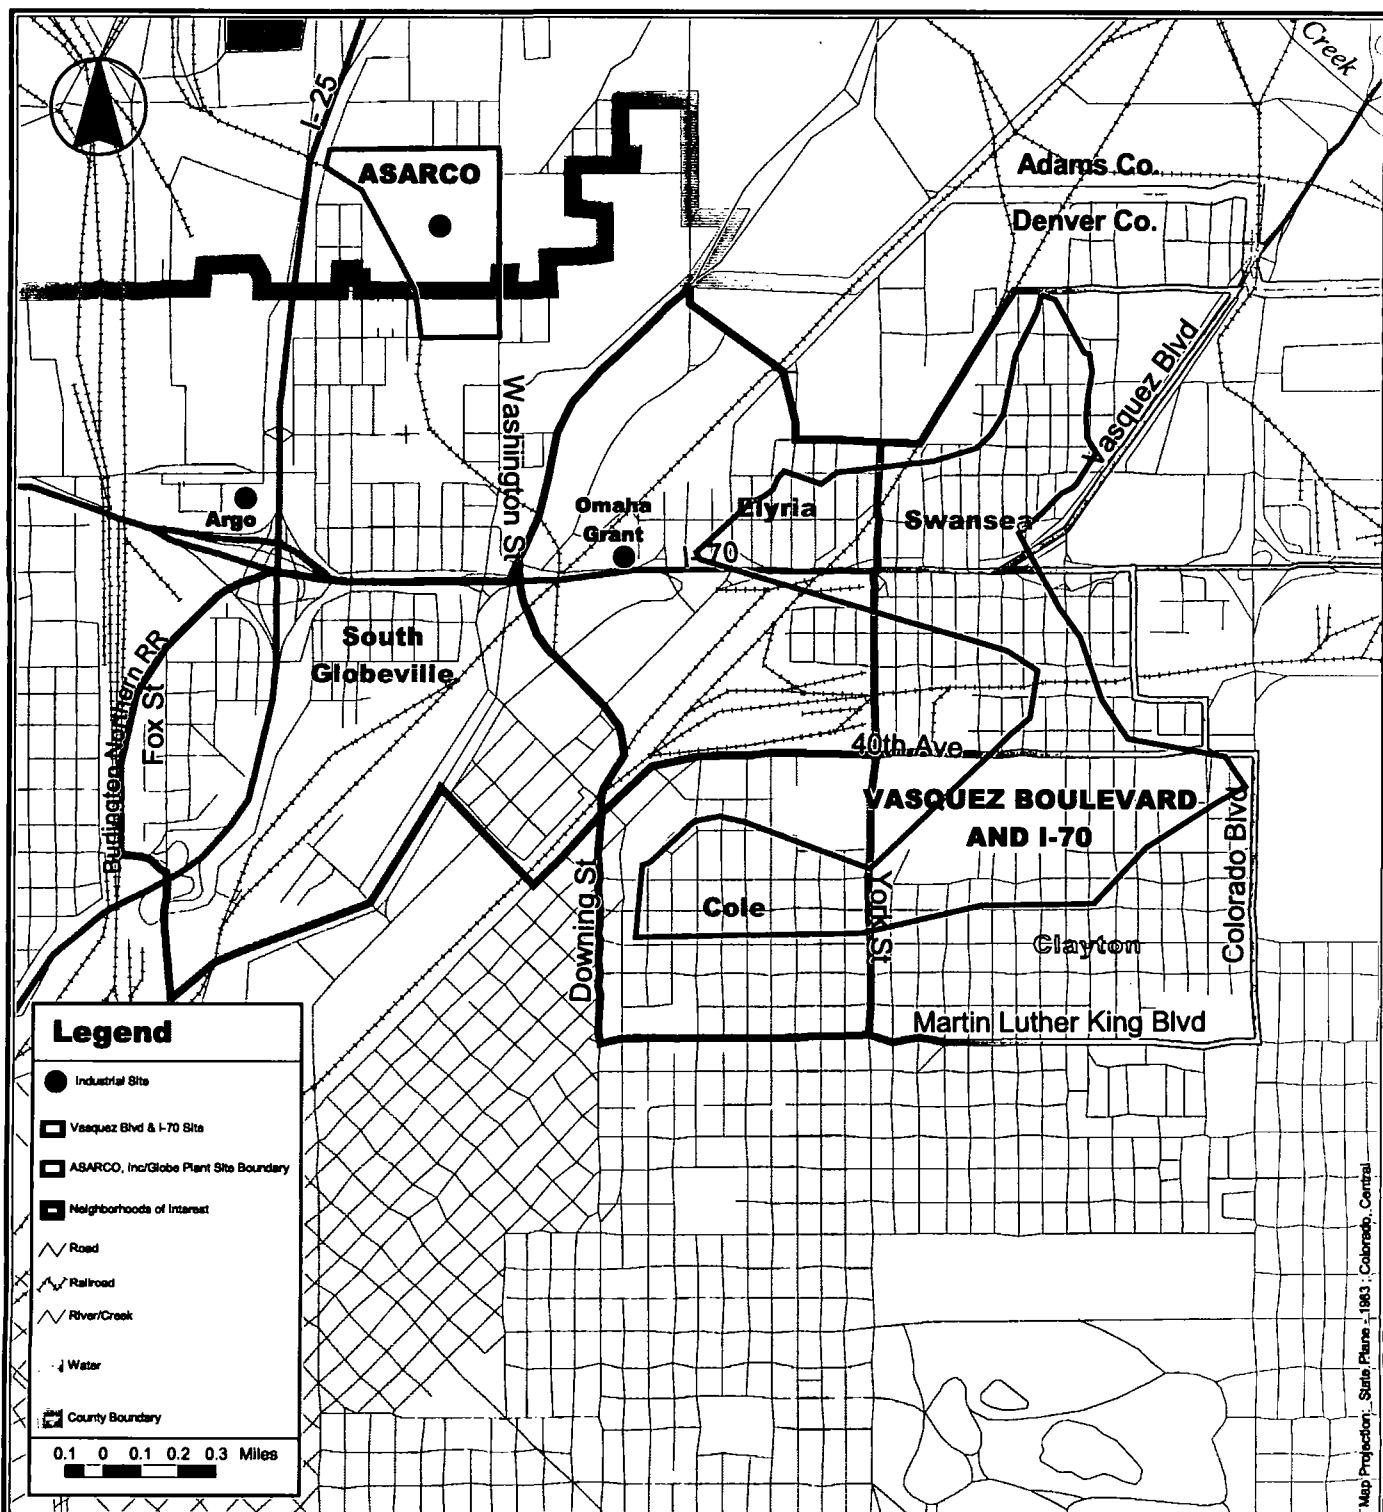 Creek
I-25
ASARCO
Adams Co.
Denver Co.
Vasquez Blvd
Washington St
Omaha
Grant
Elyria
Swansea
Argo
I-70
South
Globeville
Burlington Northern RR
Fox St
40th Ave
VASQUEZ BOULEVARD
AND I-70
Colorado Blvd
Downing St
Cole
York St
Clayton
Martin Luther King Blvd
Legend
Industrial Site
Vasquez Blvd & I-70 Site
ASARCO, Inc/Globe Plant Site Boundary
Neighborhoods of Interest
Road
Railroad
River/Creek
Water
County Boundary
0.1 0 0.1 0.2 0.3 Miles
Map Projection: State Plane - 1983 : Colorado, Central